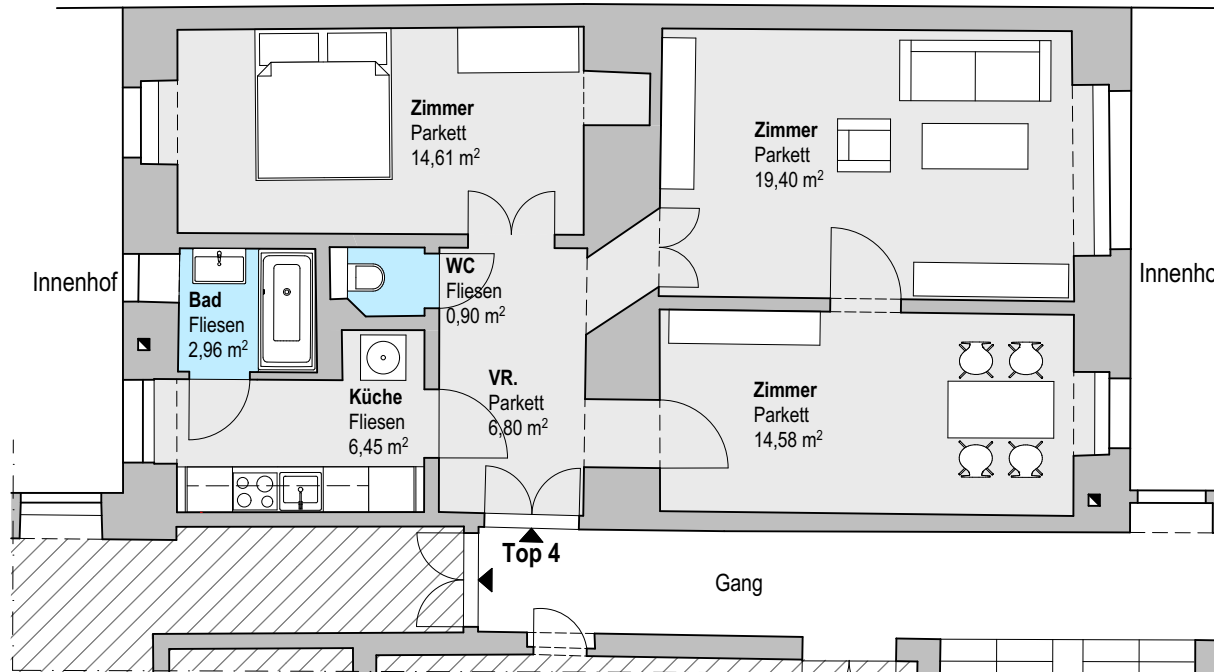 Zimmer
Parkett
14,61 m²
Zimmer
Parkett
19,40 m²
Innenhof
Bad
Fliesen
2,96 m²
WC
Fliesen
0,90 m²
Innenho
Küche
Fliesen
6,45 m²
VR.
Parkett
6,80 m²
Zimmer
Parkett
14,58 m²
Top 4
Gang